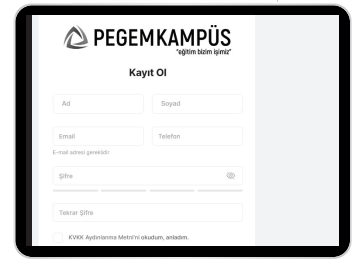 PEGEMKAMPÜS
"eğitim bizim işimiz"
Kayıt Ol
Ad
Soyad
Email
Telefon
E-mail adresi gereklidir
Şifre
Tekrar Şifre
KVKK Aydınlanma Metni'ni okudum, anladım.